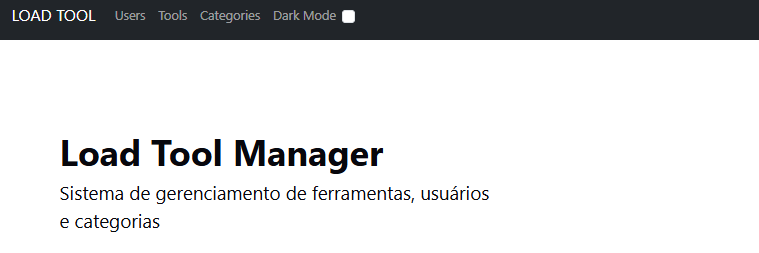 LOAD TOOL Users Tools Categories Dark Mode
Load Tool Manager
Sistema de gerenciamento de ferramentas, usuários
e categorias